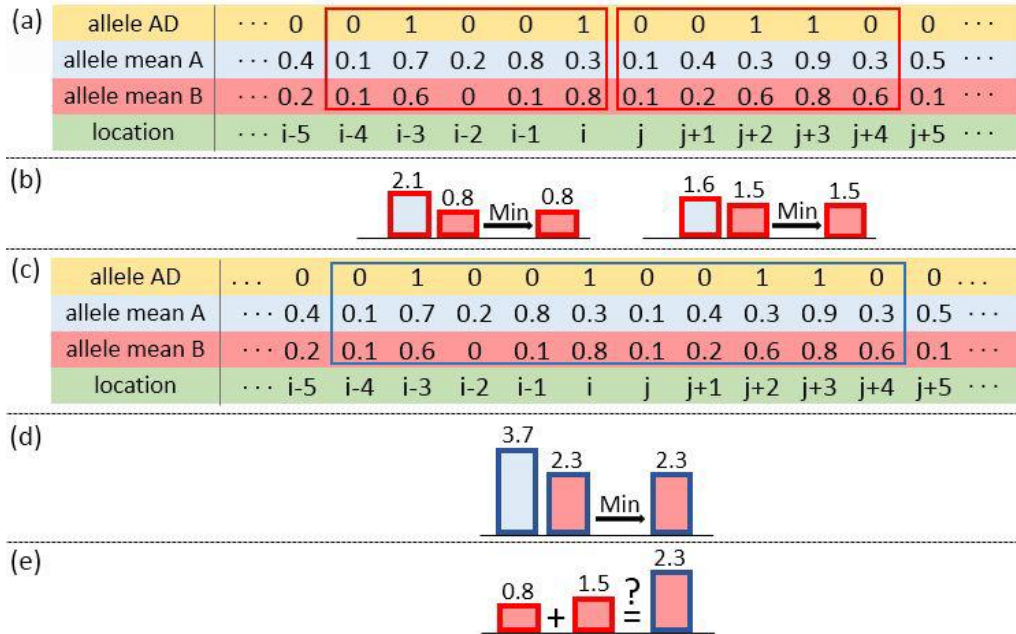 (a)
allele AD ··· 0 0 1 0 0 1 0 0 1 1 0 0 ···
allele mean A ··· 0.4 0.1 0.7 0.2 0.8 0.3 0.1 0.4 0.3 0.9 0.3 0.5 ···
allele mean B ··· 0.2 0.1 0.6 0 0.1 0.8 0.1 0.2 0.6 0.8 0.6 0.1 ···
location ··· i-5 i-4 i-3 i-2 i-1 i j j+1 j+2 j+3 j+4 j+5 ···
(b)
2.1 0.8 Min 0.8 1.6 1.5 Min 1.5
(c)
allele AD ··· 0 0 1 0 0 1 0 0 1 1 0 0 ···
allele mean A ··· 0.4 0.1 0.7 0.2 0.8 0.3 0.1 0.4 0.3 0.9 0.3 0.5 ···
allele mean B ··· 0.2 0.1 0.6 0 0.1 0.8 0.1 0.2 0.6 0.8 0.6 0.1 ···
location ··· i-5 i-4 i-3 i-2 i-1 i j j+1 j+2 j+3 j+4 j+5 ···
(d)
3.7 2.3 Min 2.3
(e)
0.8 + 1.5 ?= 2.3